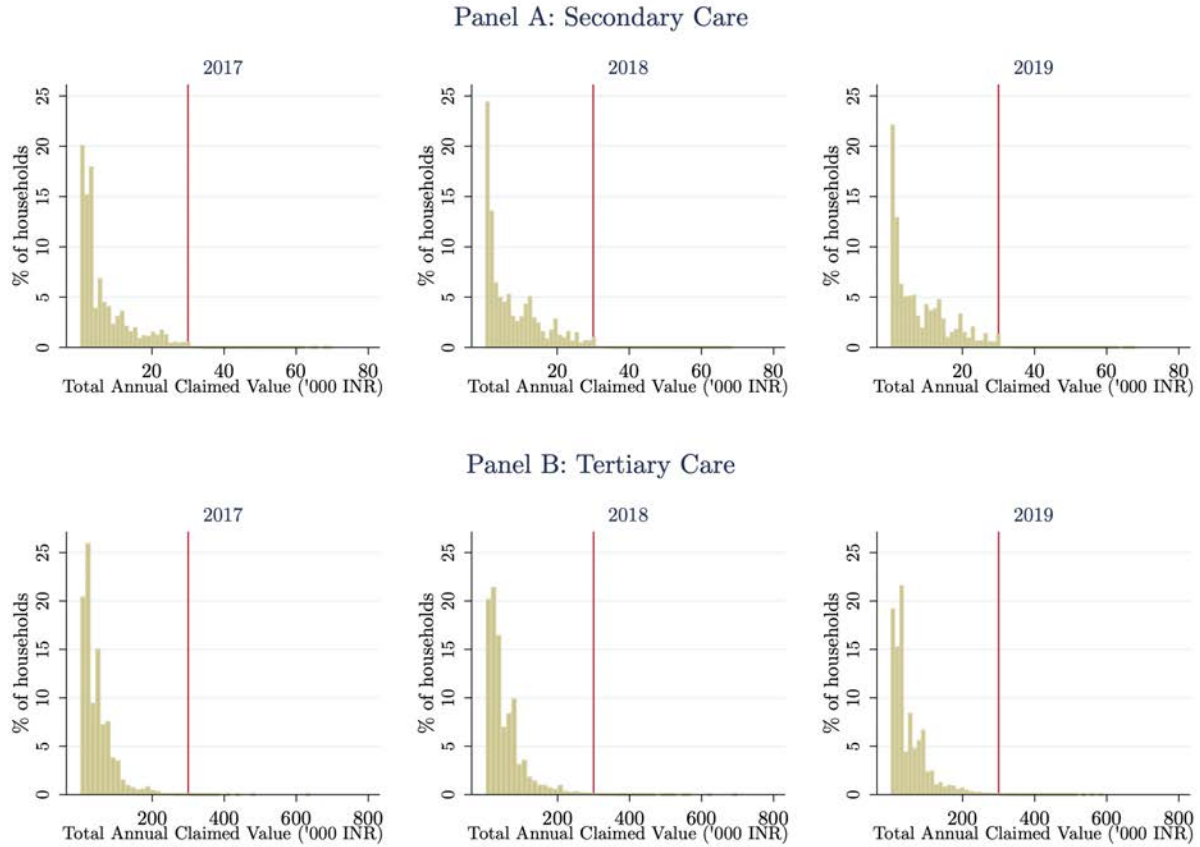 Panel A: Secondary Care
2017
2018
2019
% of households
0 5 10 15 20 25
20 40 60 80
Total Annual Claimed Value ('000 INR)
% of households
0 5 10 15 20 25
20 40 60 80
Total Annual Claimed Value ('000 INR)
% of households
0 5 10 15 20 25
20 40 60 80
Total Annual Claimed Value ('000 INR)
Panel B: Tertiary Care
2017
2018
2019
% of households
0 5 10 15 20 25
200 400 600 800
Total Annual Claimed Value ('000 INR)
% of households
0 5 10 15 20 25
200 400 600 800
Total Annual Claimed Value ('000 INR)
% of households
0 5 10 15 20 25
200 400 600 800
Total Annual Claimed Value ('000 INR)